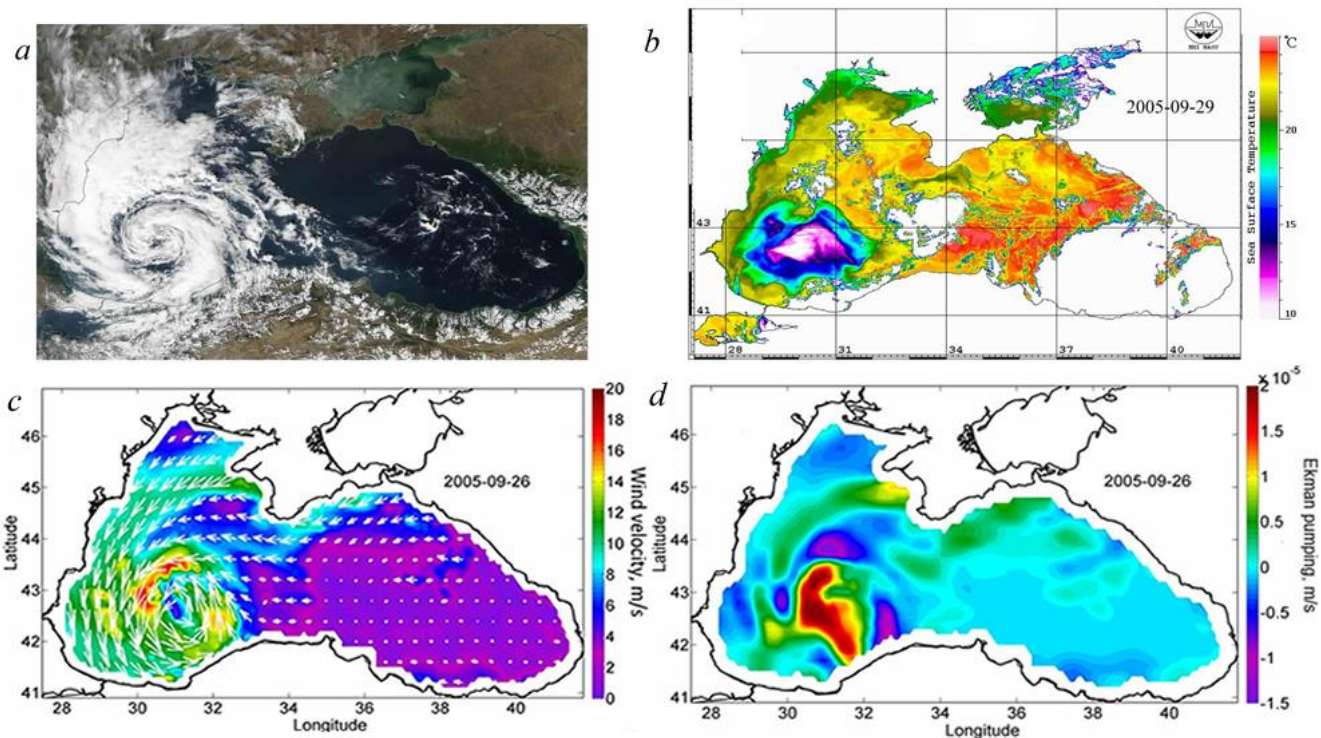 a
b
°C
2005-09-29
20
15
10
Sea Surface Temperature
43
41
28 31 34 37 40
c
2005-09-26
46
45
44
43
42
41
Latitude
28 30 32 34 36 38 40
Longitude
20
18
16
14
12
10
8
6
4
2
0
Wind velocity, m/s
d
2005-09-26
46
45
44
43
42
41
Latitude
28 30 32 34 36 38 40
Longitude
× 10⁻⁵
2
1.5
1
0.5
0
-0.5
-1
-1.5
Ekman pumping, m/s